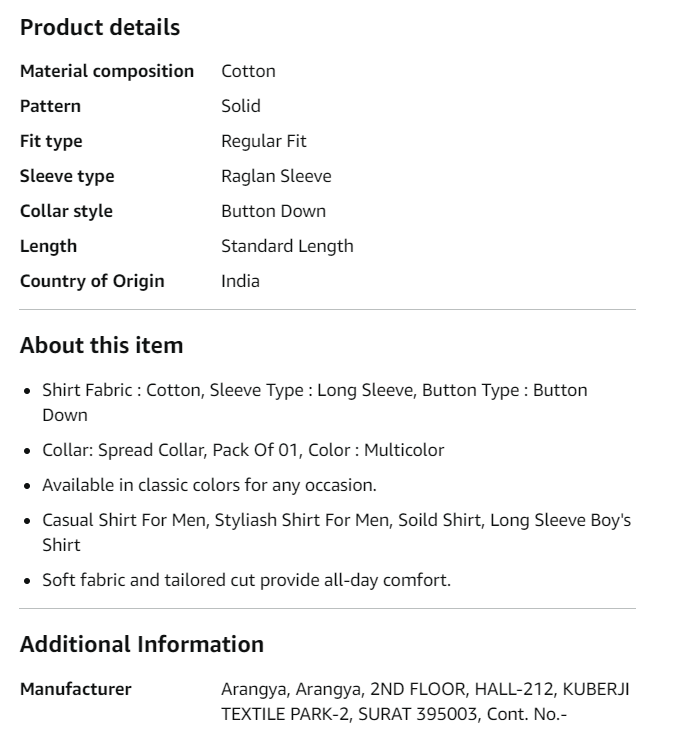 Product details
Material composition Cotton
Pattern Solid
Fit type Regular Fit
Sleeve type Raglan Sleeve
Collar style Button Down
Length Standard Length
Country of Origin India
About this item
• Shirt Fabric : Cotton, Sleeve Type : Long Sleeve, Button Type : Button
Down
• Collar: Spread Collar, Pack Of 01, Color : Multicolor
• Available in classic colors for any occasion.
• Casual Shirt For Men, Styliash Shirt For Men, Soild Shirt, Long Sleeve Boy's
Shirt
• Soft fabric and tailored cut provide all-day comfort.
Additional Information
Manufacturer Arangya, Arangya, 2ND FLOOR, HALL-212, KUBERJI
TEXTILE PARK-2, SURAT 395003, Cont. No.-